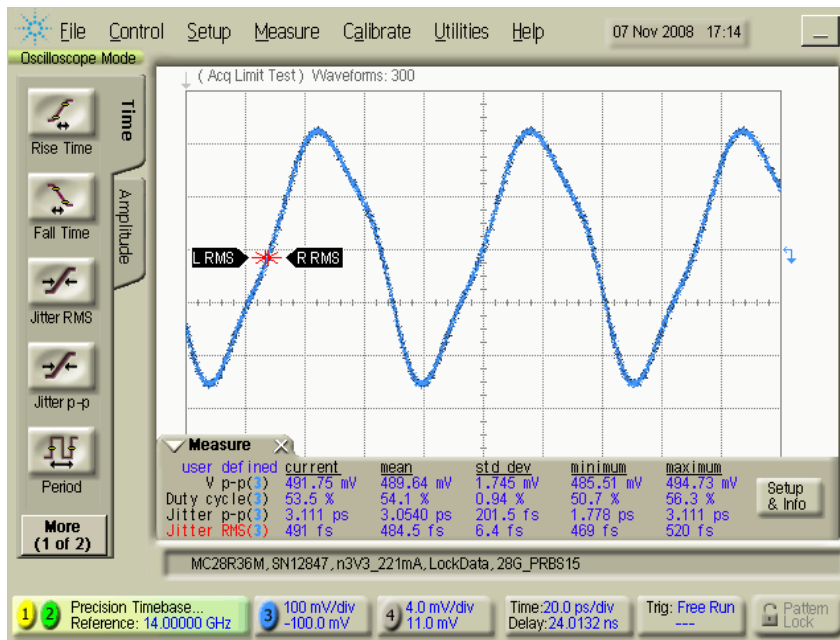 File Control Setup Measure Calibrate Utilities Help 07 Nov 2008 17:14
Oscilloscope Mode
( Acq Limit Test ) Waveforms: 300
Time
Amplitude
Rise Time
Fall Time
Jitter RMS
Jitter p-p
Period
More
(1 of 2)
L RMS R RMS
Measure
user defined current mean std dev minimum maximum
V p-p(3) 491.75 mV 489.64 mV 1.745 mV 485.51 mV 494.73 mV
Duty cycle(3) 53.5 % 54.1 % 0.94 % 50.7 % 56.3 %
Jitter p-p(3) 3.111 ps 3.0540 ps 201.5 fs 1.778 ps 3.111 ps
Jitter RMS(3) 491 fs 484.5 fs 6.4 fs 469 fs 520 fs
Setup
& Info
MC28R36M, SN12847, n3V3_221mA, LockData, 28G_PRBS15
1 2 Precision Timebase...
Reference: 14.00000 GHz
3 100 mV/div
-100.0 mV
4 4.0 mV/div
11.0 mV
Time:20.0 ps/div
Delay:24.0132 ns
Trig: Free Run
---
Pattern
Lock